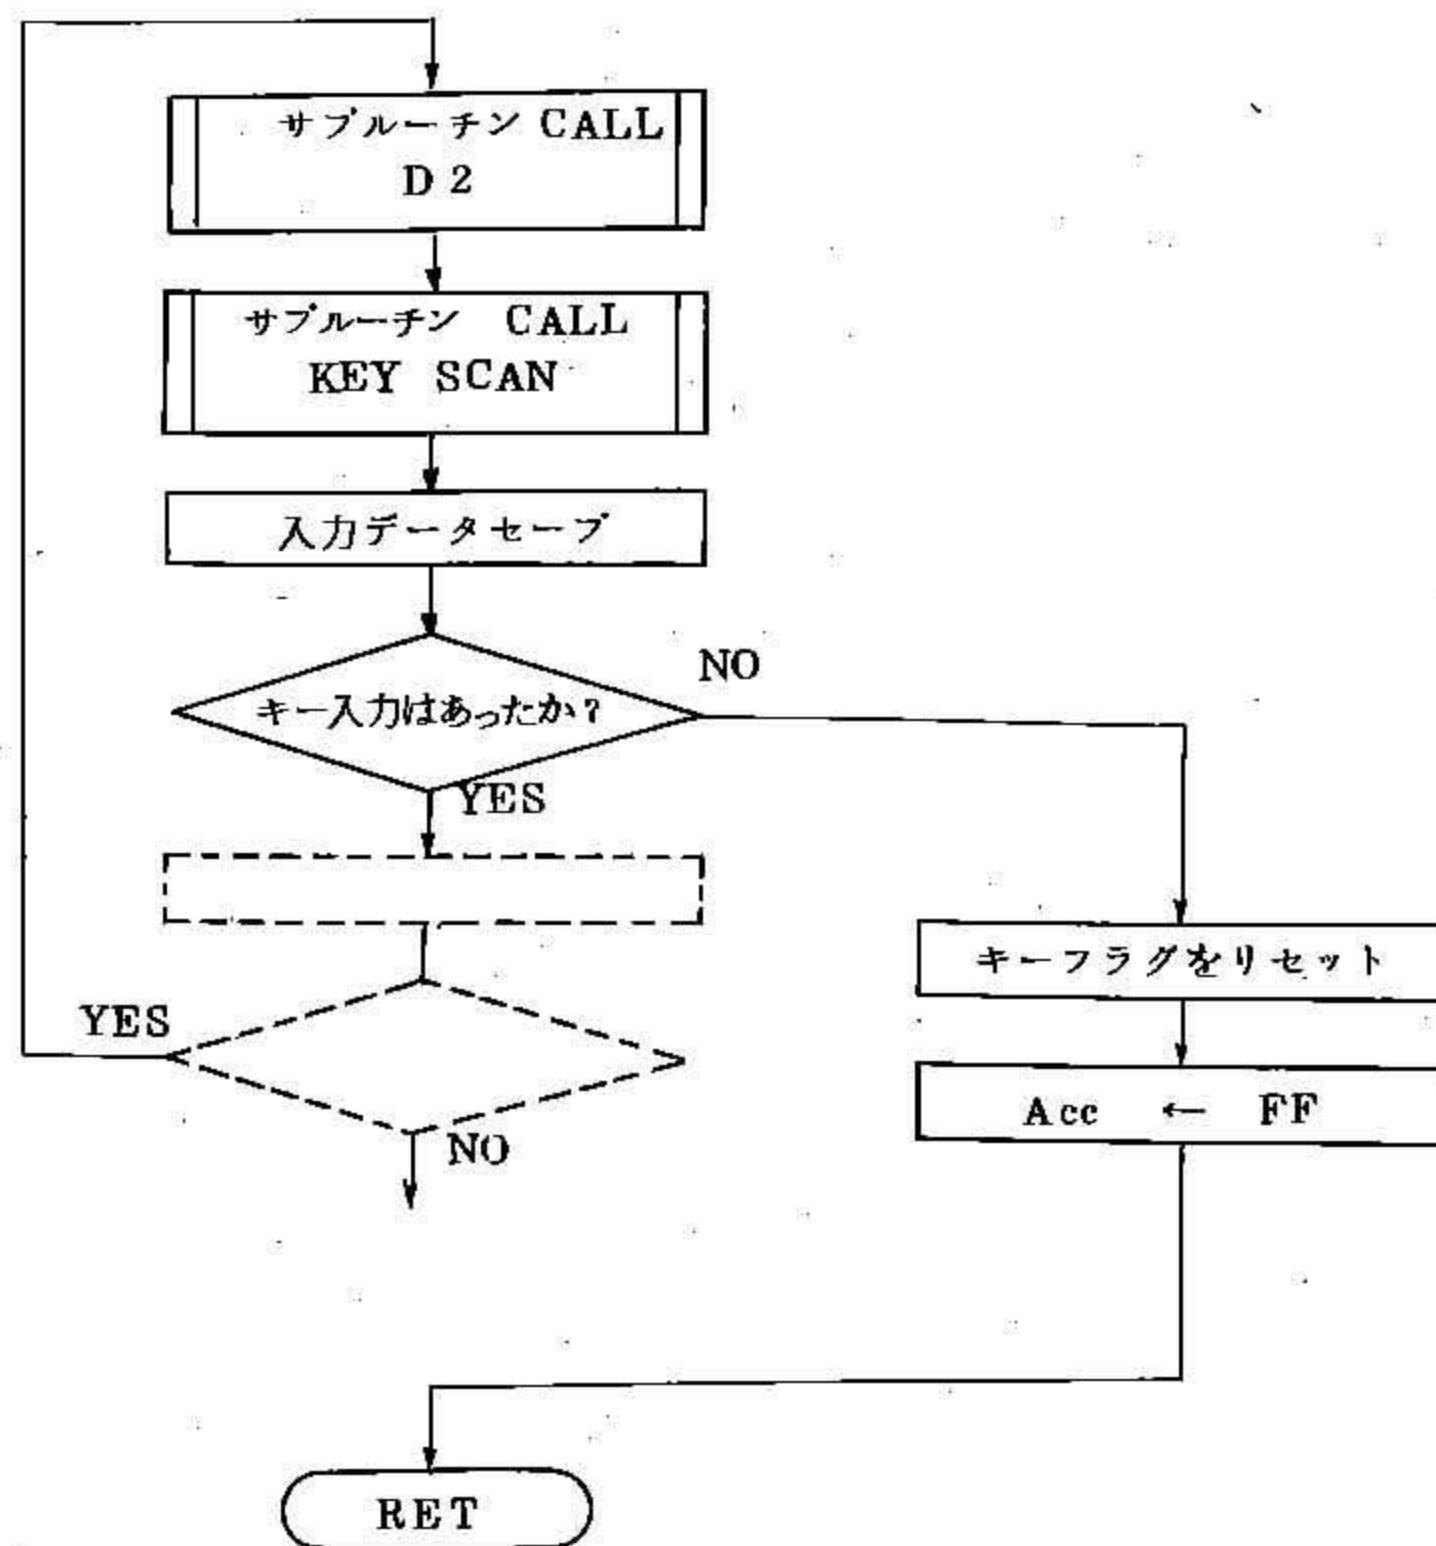 サブルーチン CALL
D 2
サブルーチン CALL
KEY SCAN
入力データセーブ
キー入力はあったか?
NO
YES
キーフラグをリセット
YES
Acc ← FF
NO
RET